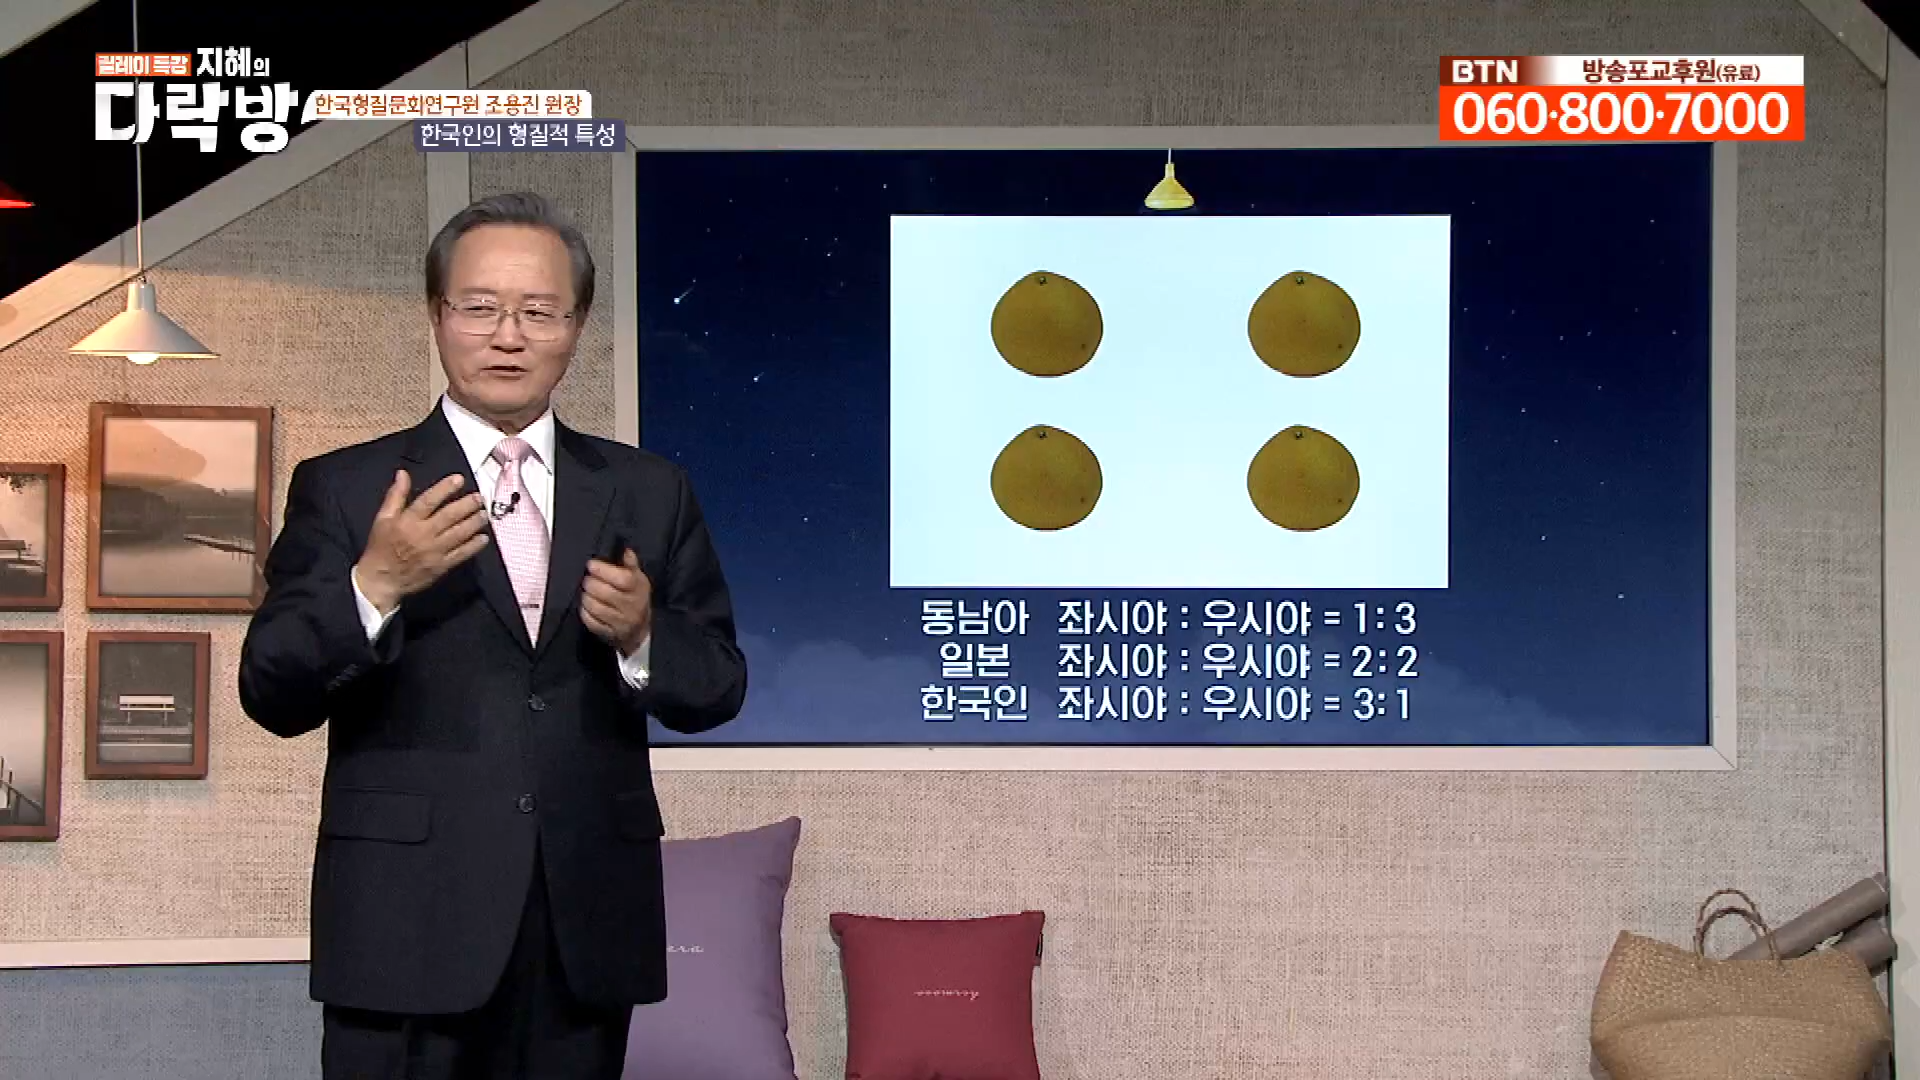 릴레이 특강 지혜의
다락방
한국형질문화연구원 조용진 원장
한국인의 형질적 특성
BTN 방송포교후원(유료)
060·800·7000
동남아 좌시야 : 우시야 = 1 : 3
일본 좌시야 : 우시야 = 2 : 2
한국인 좌시야 : 우시야 = 3 : 1